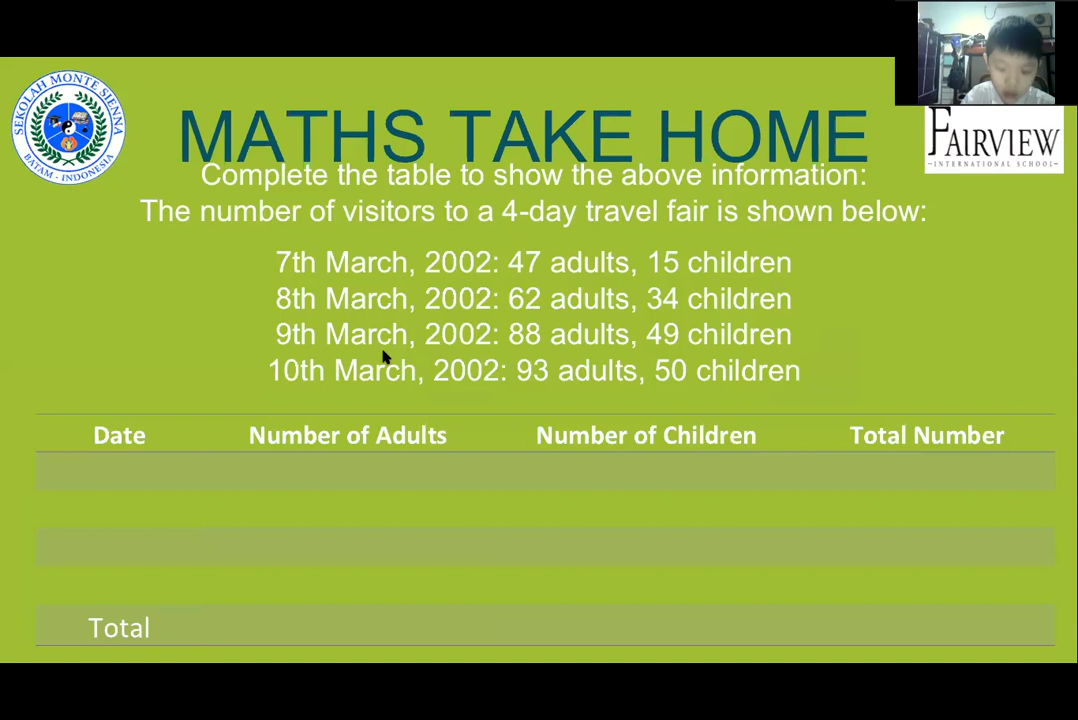 SEKOLAH MONTE SIENNA
BATAM - INDONESIA
MATHS TAKE HOME
FAIRVIEW
INTERNATIONAL SCHOOL
Complete the table to show the above information:
The number of visitors to a 4-day travel fair is shown below:
7th March, 2002: 47 adults, 15 children
8th March, 2002: 62 adults, 34 children
9th March, 2002: 88 adults, 49 children
10th March, 2002: 93 adults, 50 children
Date Number of Adults Number of Children Total Number
Total